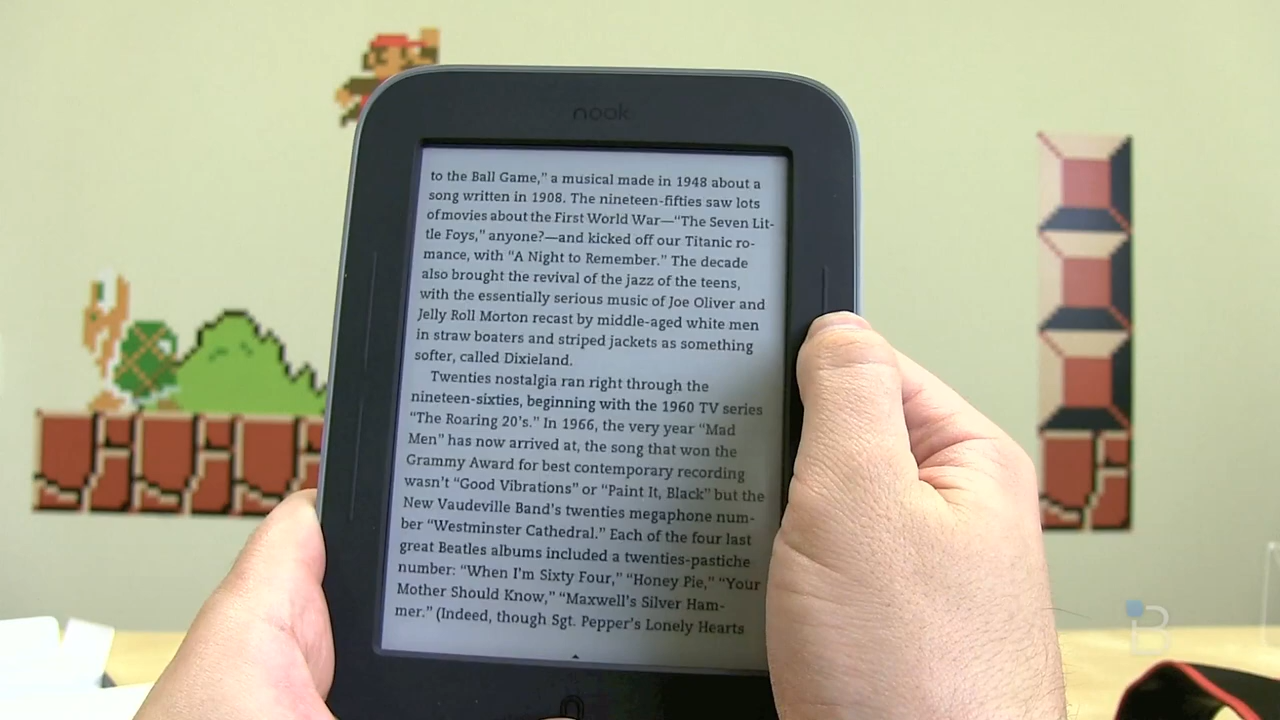 nook
to the Ball Game,” a musical made in 1948 about a
song written in 1908. The nineteen-fifties saw lots
of movies about the First World War—“The Seven Lit-
tle Foys,” anyone?—and kicked off our Titanic ro-
mance, with “A Night to Remember.” The decade
also brought the revival of the jazz of the teens,
with the essentially serious music of Joe Oliver and
Jelly Roll Morton recast by middle-aged white men
in straw boaters and striped jackets as something
softer, called Dixieland.
Twenties nostalgia ran right through the
nineteen-sixties, beginning with the 1960 TV series
“The Roaring 20’s.” In 1966, the very year “Mad
Men” has now arrived at, the song that won the
Grammy Award for best contemporary recording
wasn’t “Good Vibrations” or “Paint It, Black” but the
New Vaudeville Band’s twenties megaphone num-
ber “Westminster Cathedral.” Each of the four last
great Beatles albums included a twenties-pastiche
number: “When I’m Sixty Four,” “Honey Pie,” “Your
Mother Should Know,” “Maxwell’s Silver Ham-
mer.” (Indeed, though Sgt. Pepper’s Lonely Hearts
B